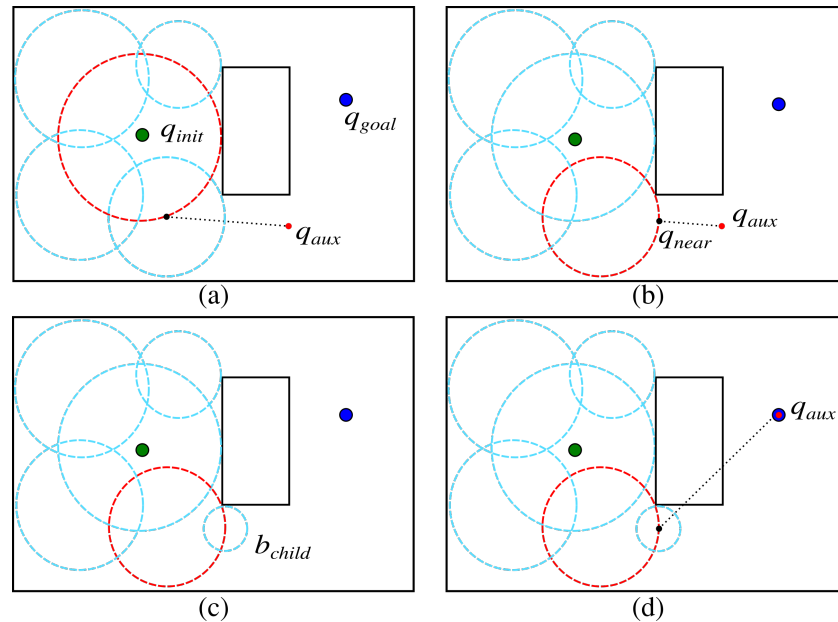 q_init
q_goal
q_aux
(a)
q_aux
q_near
(b)
b_child
(c)
q_aux
(d)